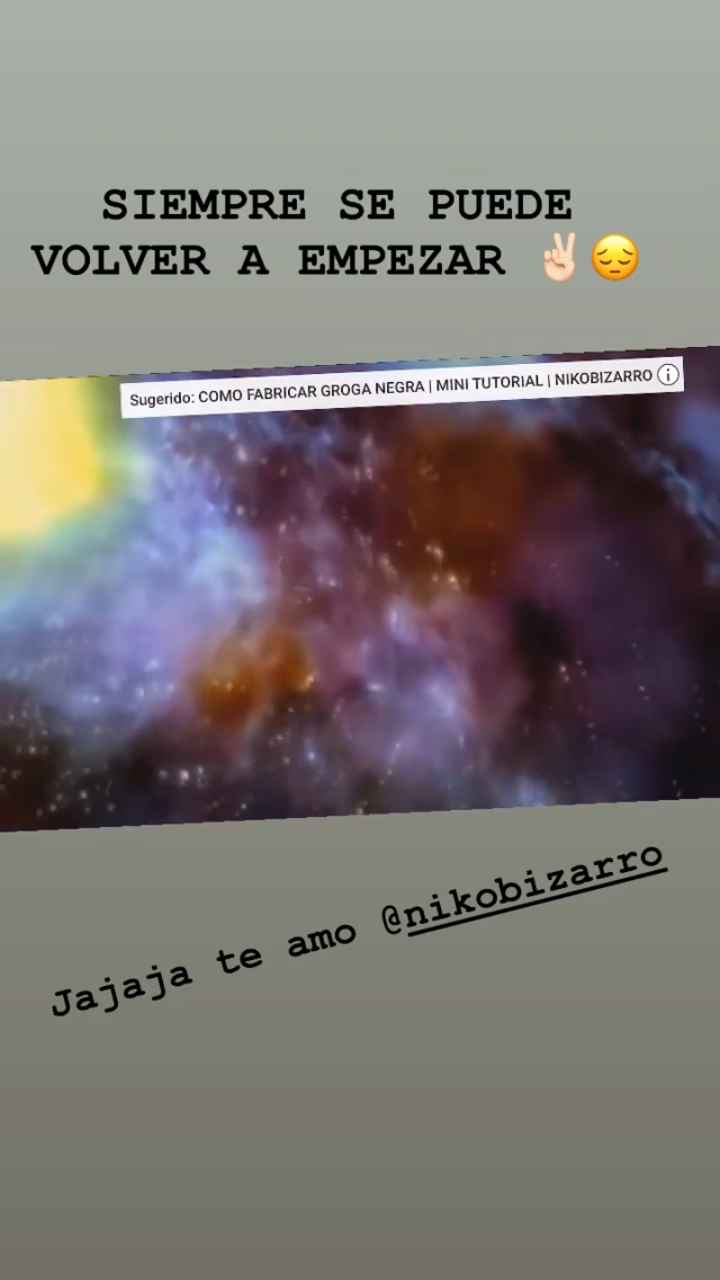 SIEMPRE SE PUEDE
VOLVER A EMPEZAR ✌🏻😔
Sugerido: COMO FABRICAR GROGA NEGRA | MINI TUTORIAL | NIKOBIZARRO
Jajaja te amo @nikobizarro